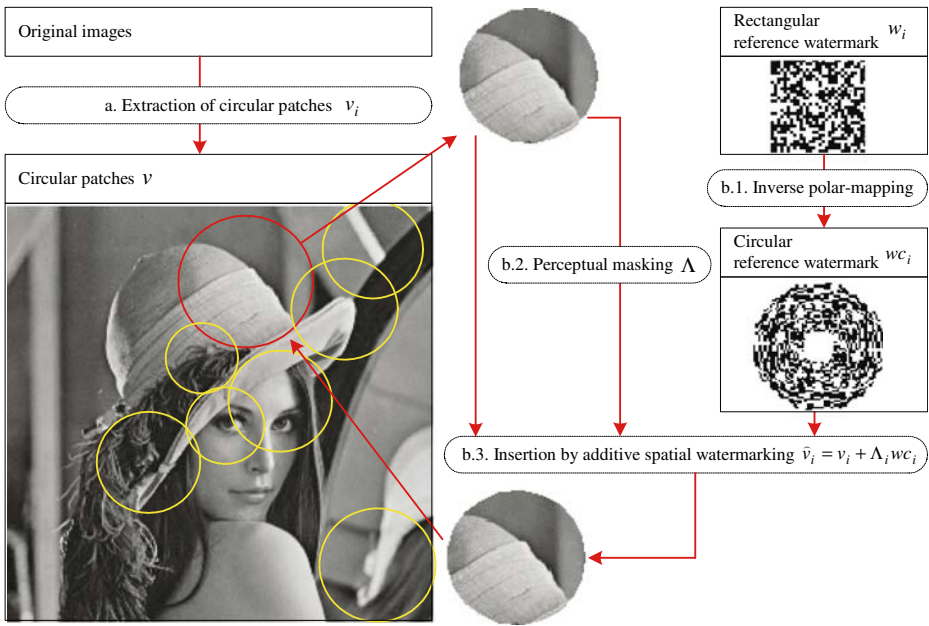 Original images
a. Extraction of circular patches v_i
Circular patches v
b.2. Perceptual masking Λ
Rectangular
reference watermark w_i
b.1. Inverse polar-mapping
Circular
reference watermark wc_i
b.3. Insertion by additive spatial watermarking v̂_i = v_i + Λ_i wc_i